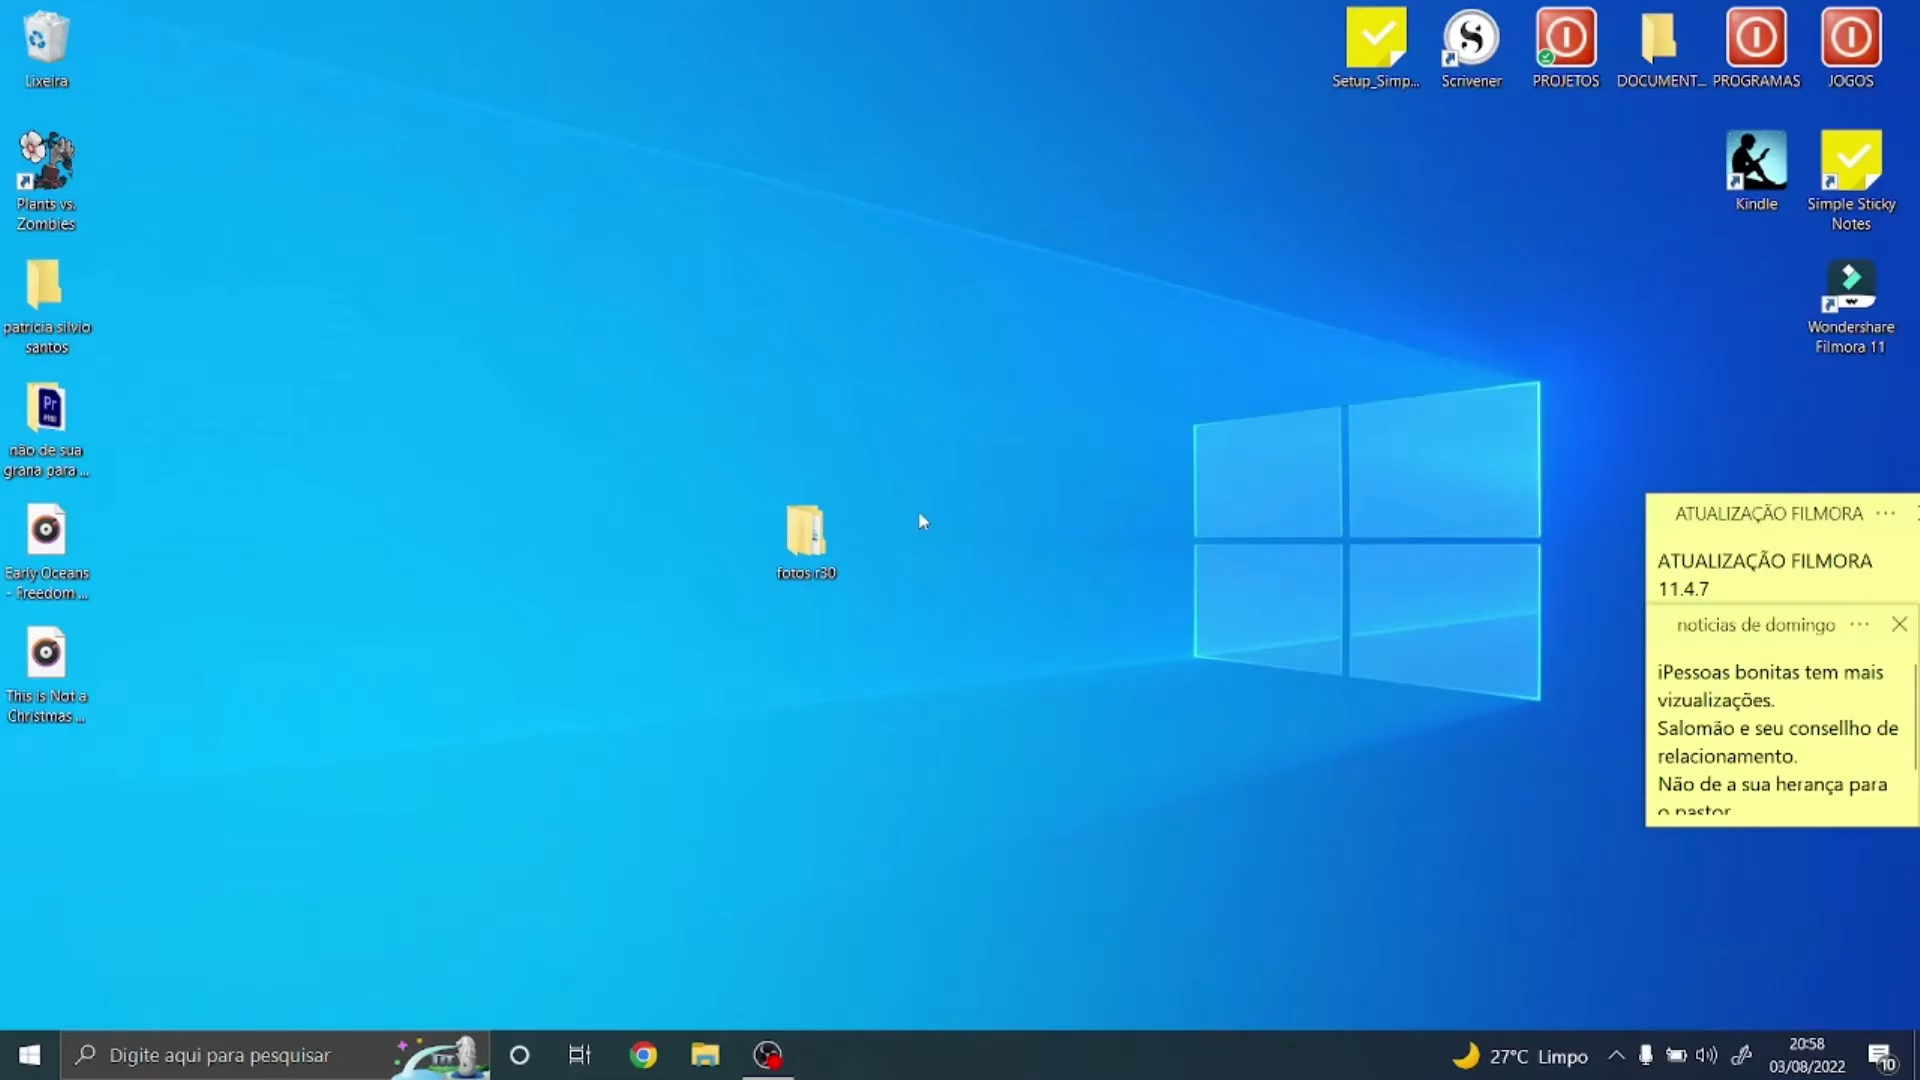 Lixeira
Plants vs.
Zombies
patricia silvio
santos
não de sua
grana para ...
Early Oceans
- Freedom ...
This is Not a
Christmas ...
fotos r30
Setup_Simp...
Scrivener
PROJETOS
DOCUMENT...
PROGRAMAS
JOGOS
Kindle
Simple Sticky
Notes
Wondershare
Filmora 11
ATUALIZAÇÃO FILMORA
ATUALIZAÇÃO FILMORA
11.4.7
noticias de domingo
iPessoas bonitas tem mais
vizualizações.
Salomão e seu consellho de
relacionamento.
Não de a sua herança para
o pastor
Digite aqui para pesquisar
27°C Limpo
20:58
03/08/2022
10